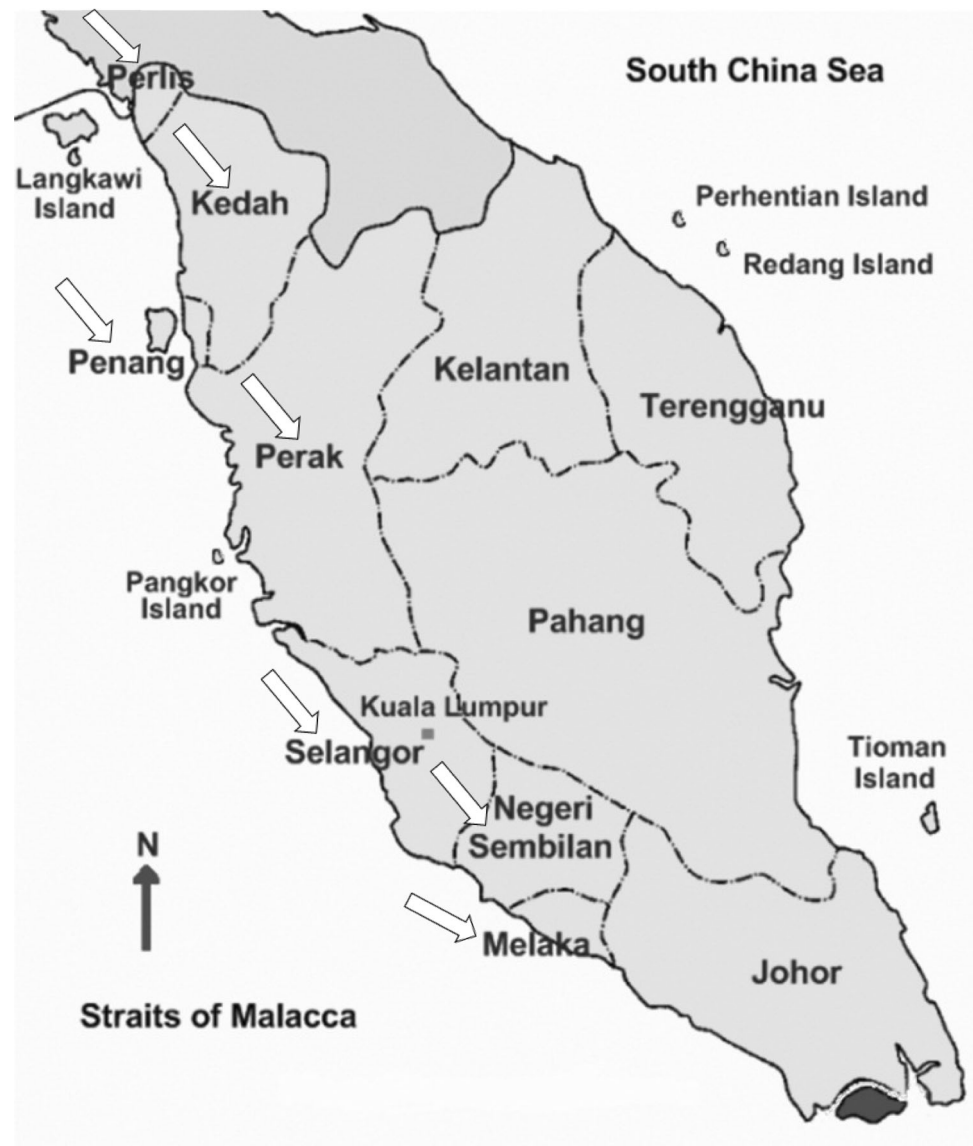 Perlis
South China Sea
Langkawi
Island
Kedah
Perhentian Island
Redang Island
Penang
Kelantan
Terengganu
Perak
Pangkor
Island
Pahang
Kuala Lumpur
Selangor
Tioman
Island
Negeri
Sembilan
N
Melaka
Johor
Straits of Malacca